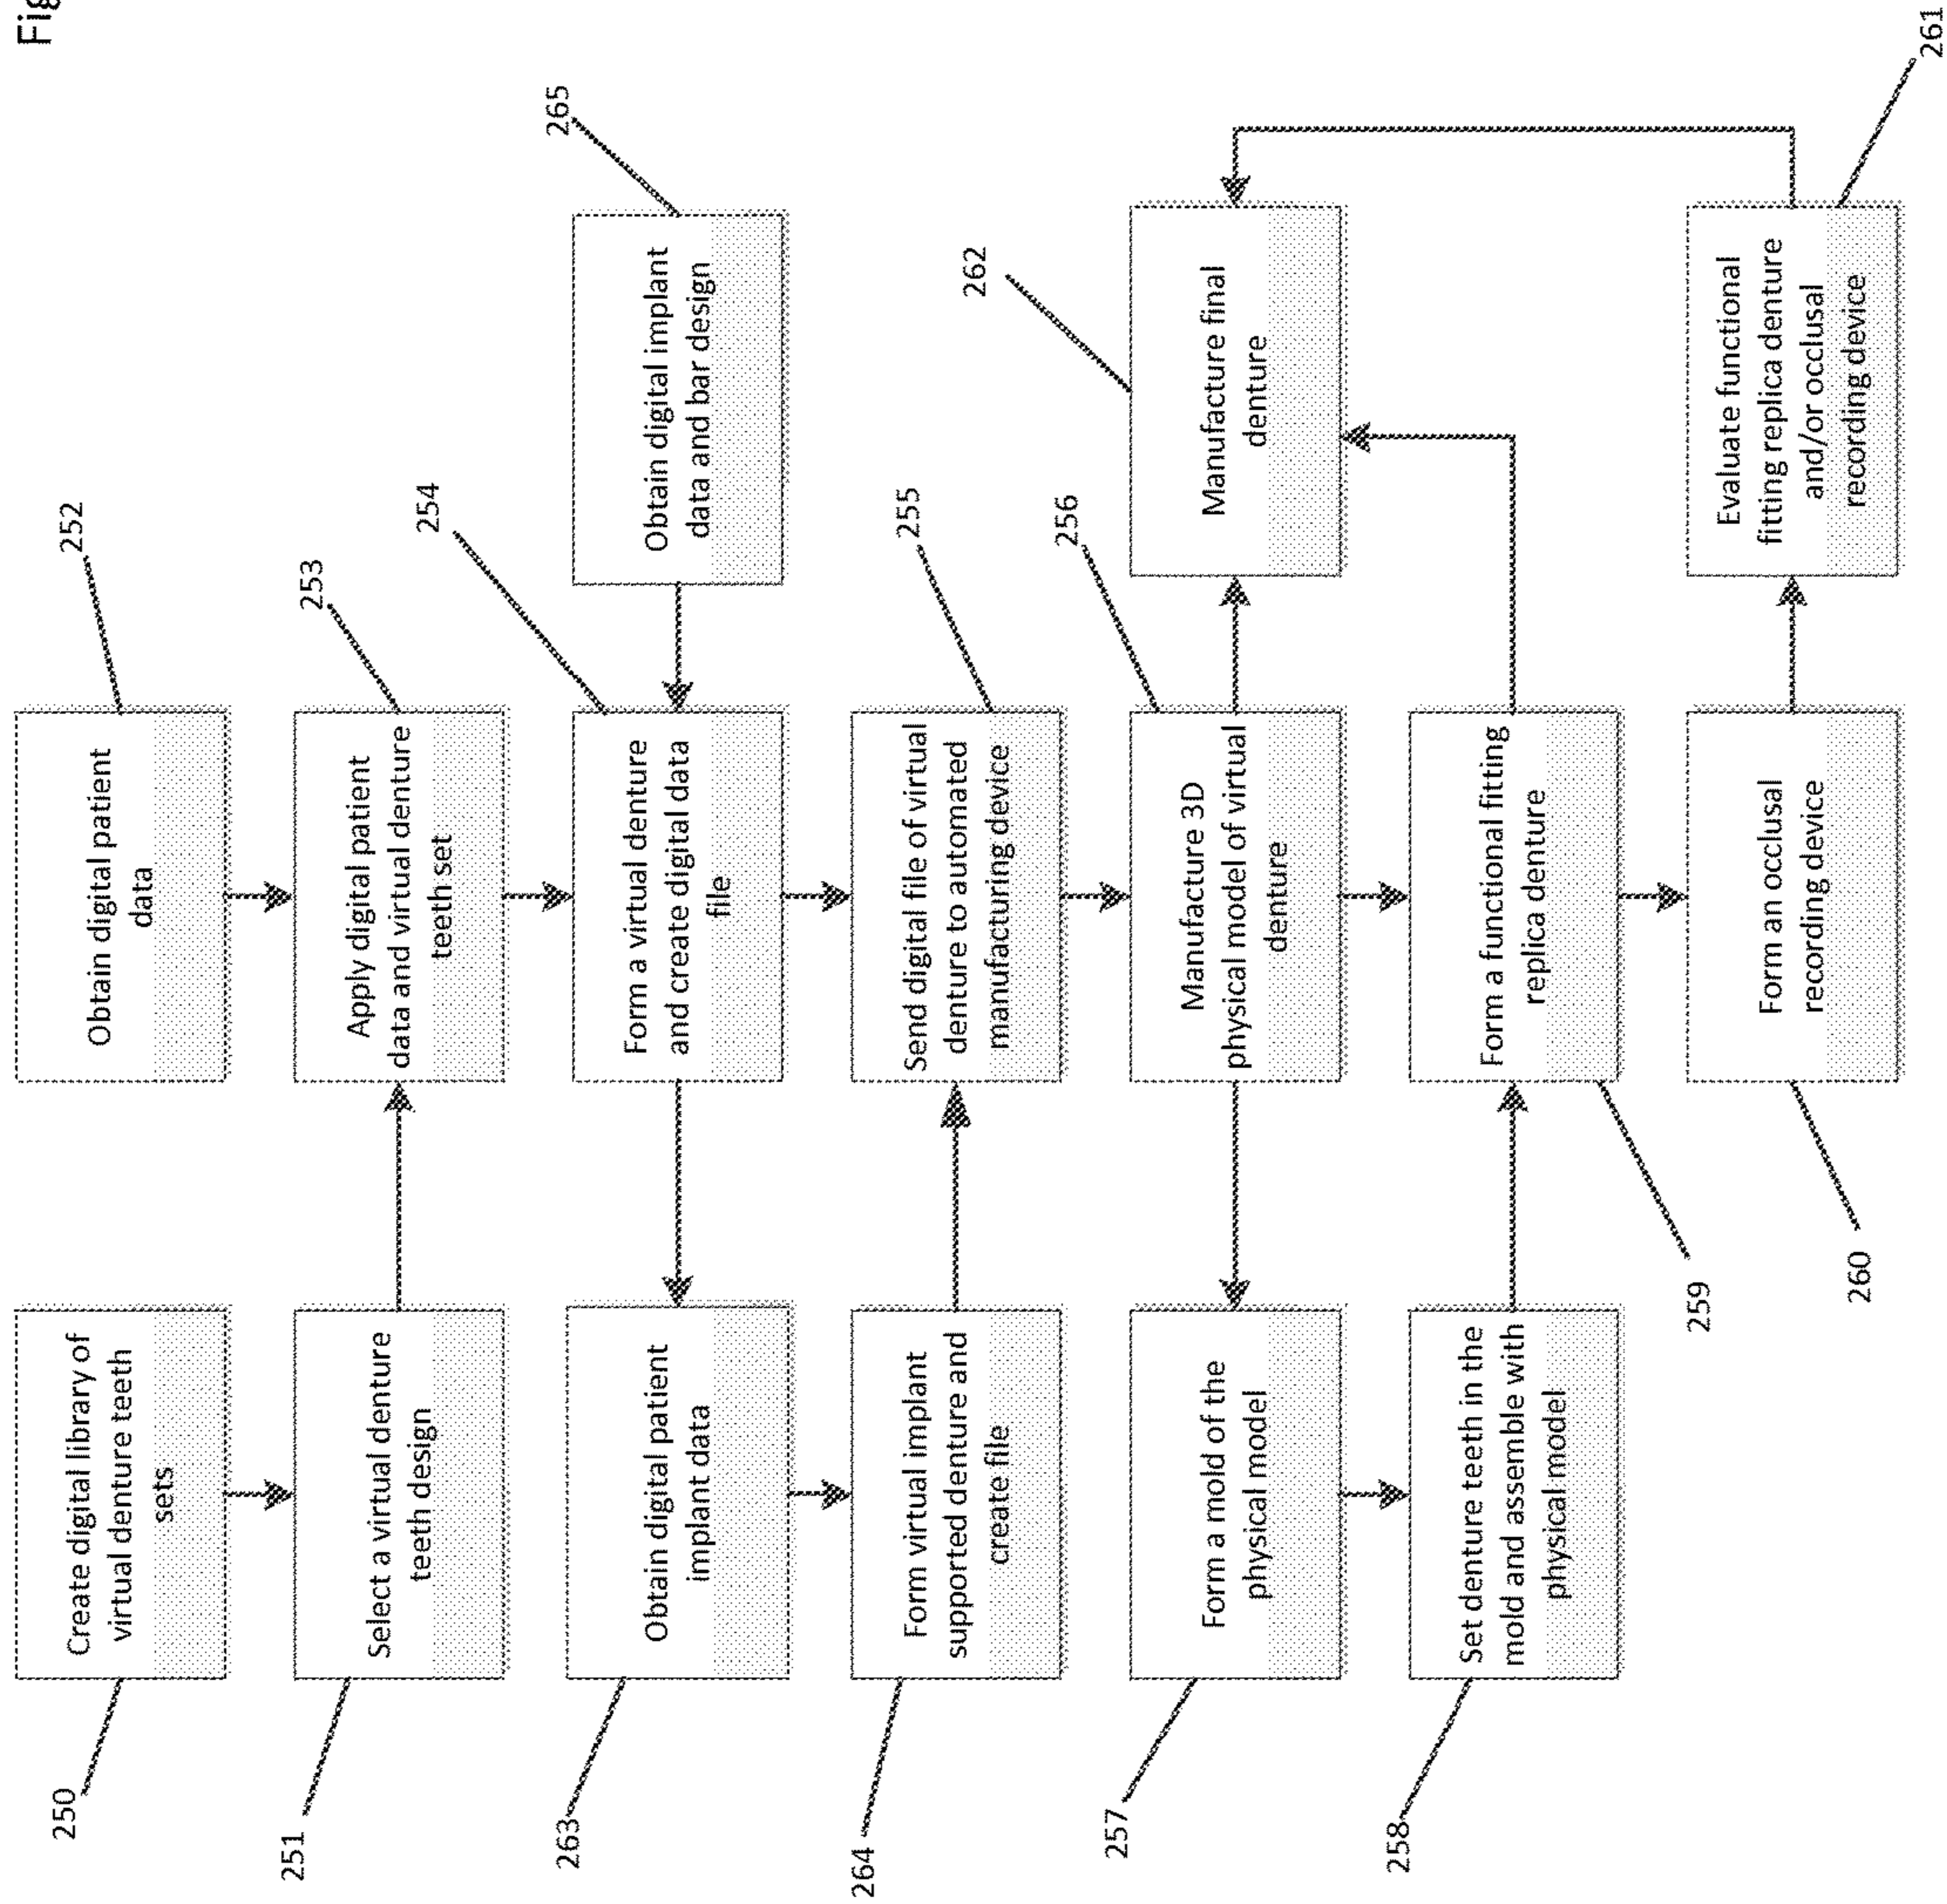 Fig
250
Create digital library of
virtual denture teeth
sets
252
Obtain digital patient
data
251
Select a virtual denture
teeth design
253
Apply digital patient
data and virtual denture
teeth set
263
Obtain digital patient
implant data
254
Form a virtual denture
and create digital data
file
265
Obtain digital implant
data and bar design
264
Form virtual implant
supported denture and
create file
255
Send digital file of virtual
denture to automated
manufacturing device
257
Form a mold of the
physical model
256
Manufacture 3D
physical model of virtual
denture
262
Manufacture final
denture
258
Set denture teeth in the
mold and assemble with
physical model
259
Form a functional fitting
replica denture
260
Form an occlusal
recording device
261
Evaluate functional
fitting replica denture
and/or occlusal
recording device